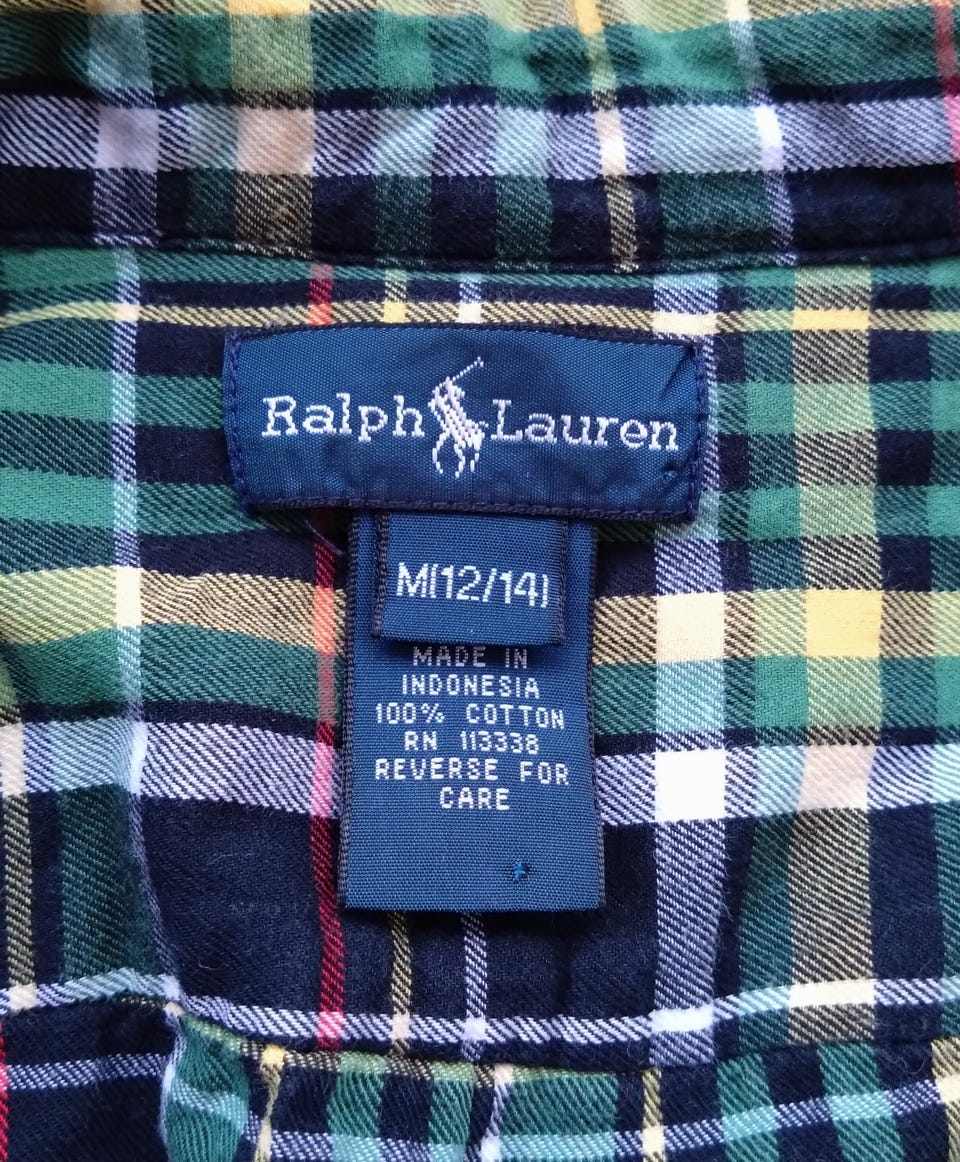 Ralph Lauren
M(12/14)
MADE IN
INDONESIA
100% COTTON
RN 113338
REVERSE FOR
CARE